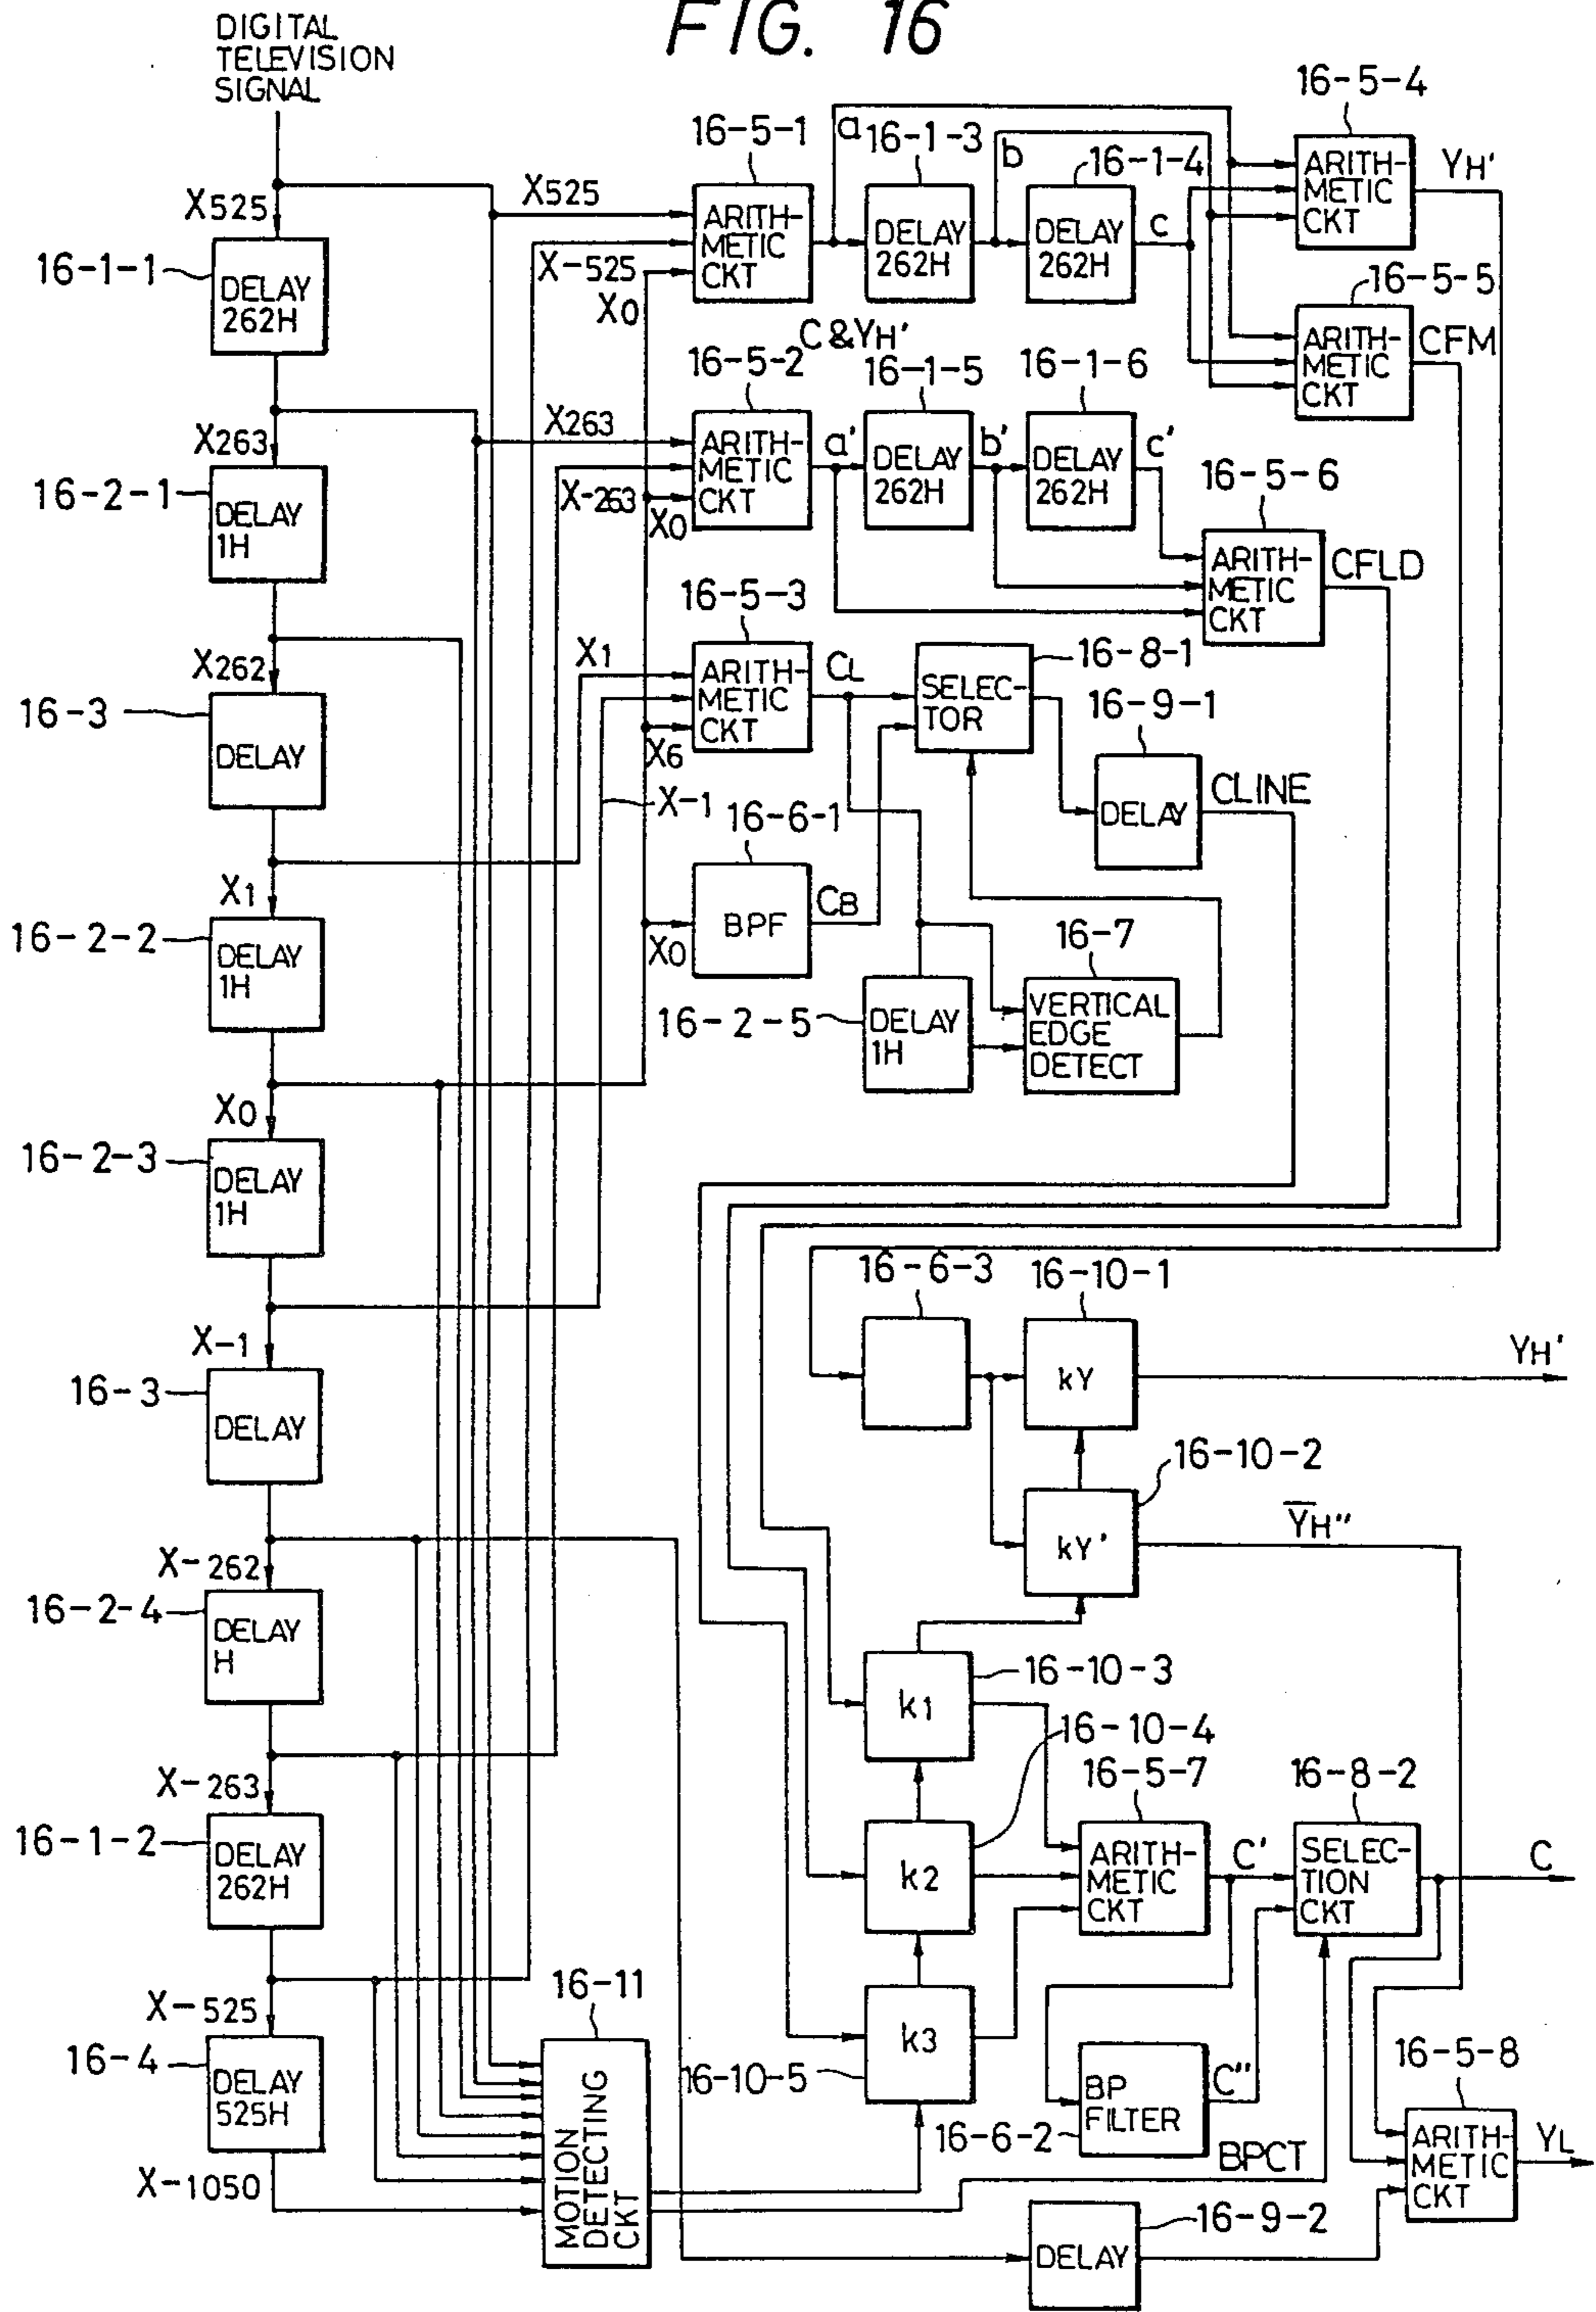 FIG. 16
DIGITAL
TELEVISION
SIGNAL
X525
16-1-1
DELAY
262H
X263
16-2-1
DELAY
1H
X262
16-3
DELAY
X1
16-2-2
DELAY
1H
X0
16-2-3
DELAY
1H
X-1
16-3
DELAY
X-262
16-2-4
DELAY
H
X-263
16-1-2
DELAY
262H
X-525
16-4
DELAY
525H
X-1050
16-5-1
X525
X-525
X0
ARITH-
METIC
CKT
a
16-1-3
DELAY
262H
b
16-1-4
DELAY
262H
c
16-5-4
ARITH-
METIC
CKT
YH'
16-5-5
ARITH-
METIC
CKT
CFM
C&YH'
16-5-2
X263
X-263
X0
ARITH-
METIC
CKT
a'
16-1-5
DELAY
262H
b'
16-1-6
DELAY
262H
c'
16-5-6
ARITH-
METIC
CKT
CFLD
16-5-3
X1
X6
X-1
ARITH-
METIC
CKT
CL
SELEC-
TOR
16-8-1
16-9-1
DELAY
CLINE
16-6-1
X0
BPF
CB
16-2-5
DELAY
1H
16-7
VERTICAL
EDGE
DETECT
16-6-3
16-10-1
kY
YH'
16-10-2
kY'
YH''
16-10-3
k1
16-10-4
k2
16-10-5
k3
16-5-7
ARITH-
METIC
CKT
C'
16-8-2
SELEC-
TION
CKT
C
16-6-2
BP
FILTER
C''
BPCT
16-11
MOTION
DETECTING
CKT
16-5-8
ARITH-
METIC
CKT
YL
16-9-2
DELAY